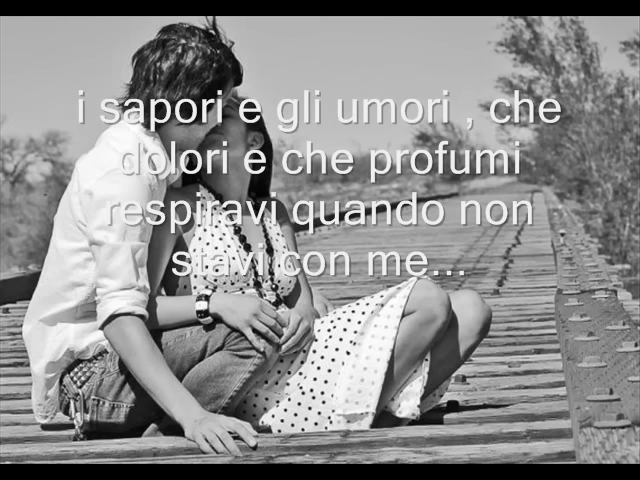 i sapori e gli umori , che
dolori e che profumi
respiravi quando non
stavi con me...